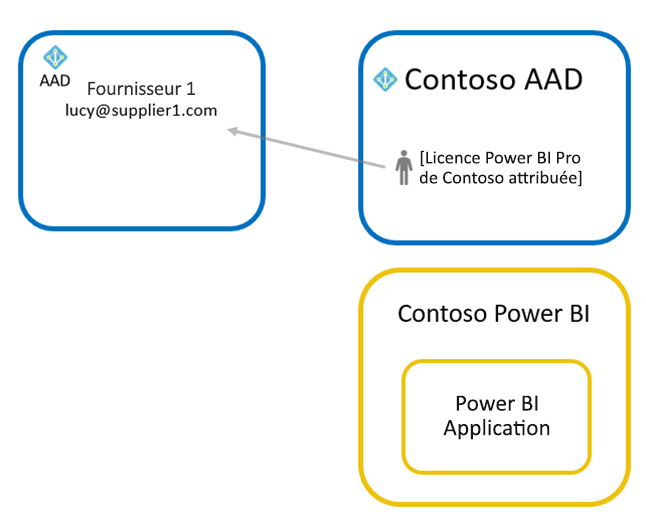 AAD
Fournisseur 1
lucy@supplier1.com
Contoso AAD
[Licence Power BI Pro
de Contoso attribuée]
Contoso Power BI
Power BI
Application